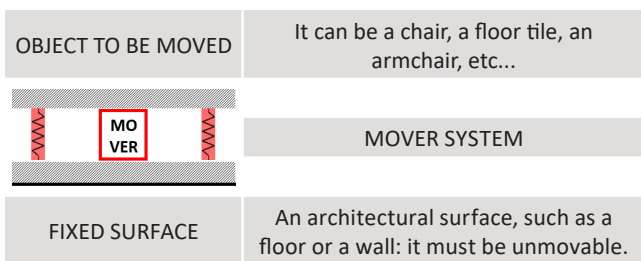 OBJECT TO BE MOVED
It can be a chair, a floor tile, an
armchair, etc...
MO
VER
MOVER SYSTEM
FIXED SURFACE
An architectural surface, such as a
floor or a wall: it must be unmovable.